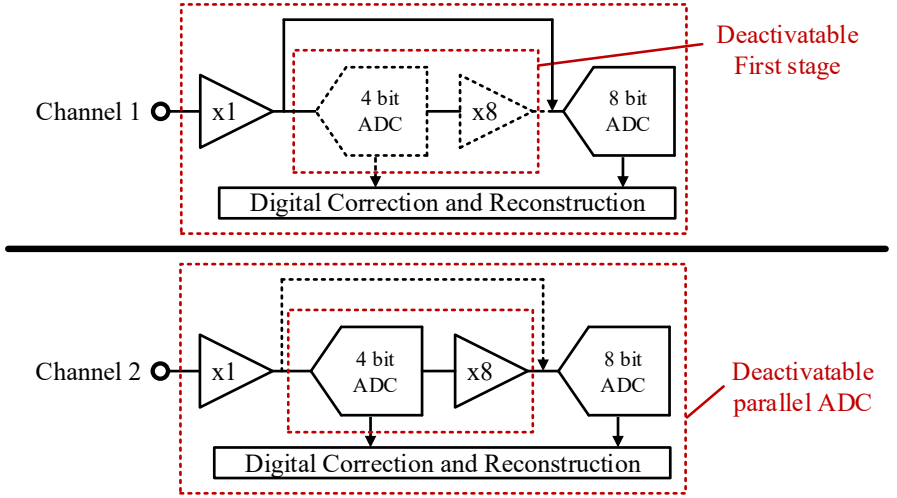 Deactivatable
First stage
Channel 1
x1
4 bit
ADC
x8
8 bit
ADC
Digital Correction and Reconstruction
Channel 2
x1
4 bit
ADC
x8
8 bit
ADC
Deactivatable
parallel ADC
Digital Correction and Reconstruction